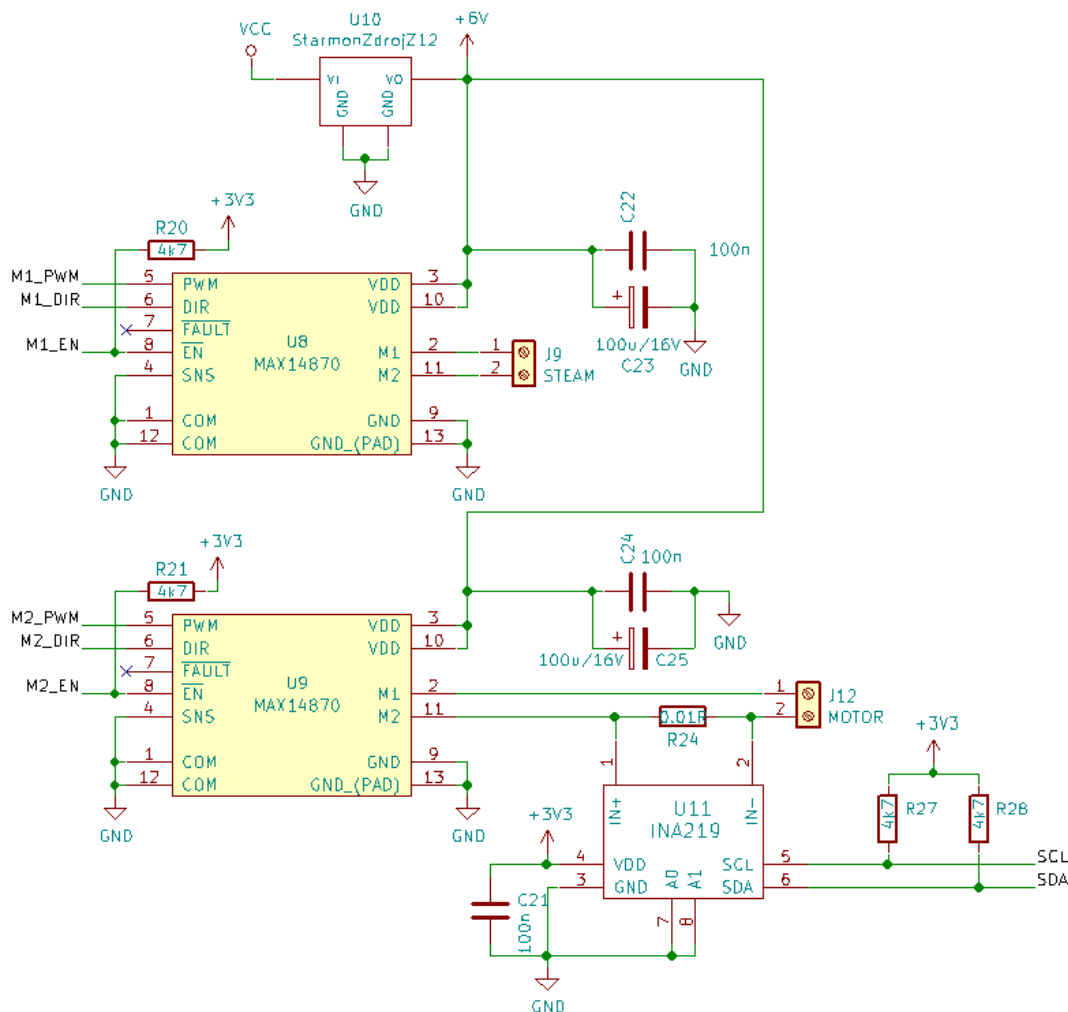 U10
StarmonZdrojZ12
VCC
+6V
VI
VO
GND
GND
GND
+3V3
R20
4k7
C22
100n
+
100u/16V
C23
GND
M1_PWM
M1_DIR
M1_EN
5
6
7
8
4
1
12
PWM
DIR
FAULT
EN
SNS
COM
COM
U8
MAX14870
VDD
VDD
M1
M2
GND
GND_(PAD)
3
10
2
11
9
13
1
2
J9
STEAM
GND
GND
+3V3
R21
4k7
C24
100n
+
100u/16V
C25
GND
M2_PWM
M2_DIR
M2_EN
5
6
7
8
4
1
12
PWM
DIR
FAULT
EN
SNS
COM
COM
U9
MAX14870
VDD
VDD
M1
M2
GND
GND_(PAD)
3
10
2
11
9
13
1
2
J12
MOTOR
0.01R
R24
GND
GND
1
2
IN+
IN-
U11
INA219
+3V3
4
3
VDD
GND
A0
A1
7
8
SCL
SDA
5
6
C21
100n
GND
+3V3
4k7
R27
4k7
R28
SCL
SDA